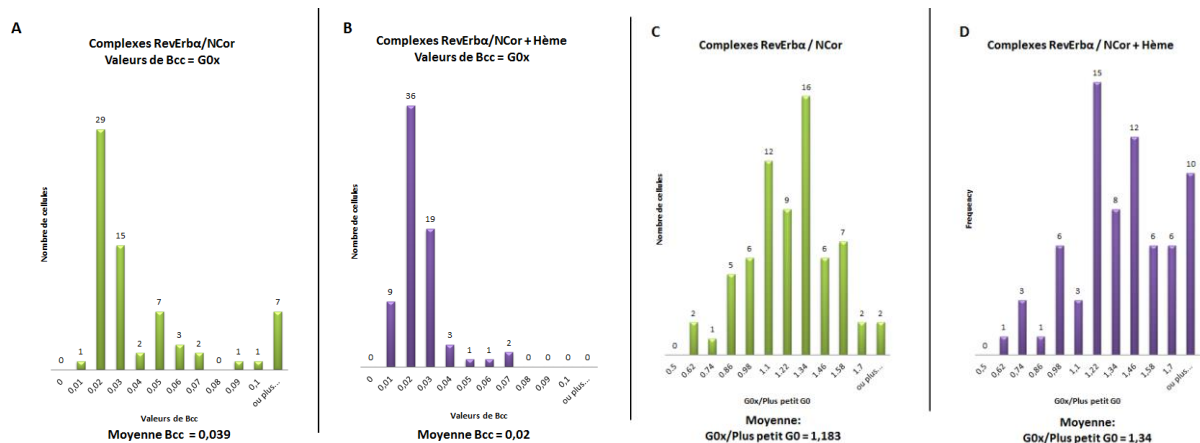 A
Complexes RevErbα/NCor
Valeurs de Bcc = G0x
Nombre de cellules
0 1 29 15 2 7 3 2 0 1 1 7
0 0,01 0,02 0,03 0,04 0,05 0,06 0,07 0,08 0,09 0,1 ou plus...
Valeurs de Bcc
Moyenne Bcc = 0,039
B
Complexes RevErbα/NCor + Hème
Valeurs de Bcc = G0x
Nombre de cellules
0 9 36 19 3 1 1 2 0 0 0 0
0 0,01 0,02 0,03 0,04 0,05 0,06 0,07 0,08 0,09 0,1 ou plus...
Valeurs de Bcc
Moyenne Bcc = 0,02
C
Complexes RevErbα / NCor
Nombre de cellules
0 2 1 5 6 12 9 16 6 7 2 2
0,5 0,62 0,74 0,86 0,98 1,1 1,22 1,34 1,46 1,58 1,7 ou plus...
G0x/Plus petit G0
Moyenne:
G0x/Plus petit G0 = 1,183
D
Complexes RevErbα / NCor + Hème
Frequency
0 1 3 1 6 3 15 8 12 6 6 10
0,5 0,62 0,74 0,86 0,98 1,1 1,22 1,34 1,46 1,58 1,7 ou plus...
G0x/Plus petit G0
Moyenne:
G0x/Plus petit G0 = 1,34